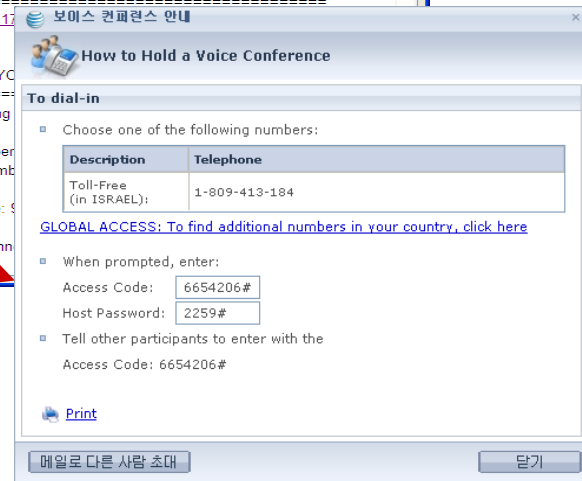 보이스 컨퍼런스 안내
How to Hold a Voice Conference
To dial-in
Choose one of the following numbers:
Description Telephone
Toll-Free
(in ISRAEL): 1-809-413-184
GLOBAL ACCESS: To find additional numbers in your country, click here
When prompted, enter:
Access Code: 6654206#
Host Password: 2259#
Tell other participants to enter with the
Access Code: 6654206#
Print
메일로 다른 사람 초대 닫기